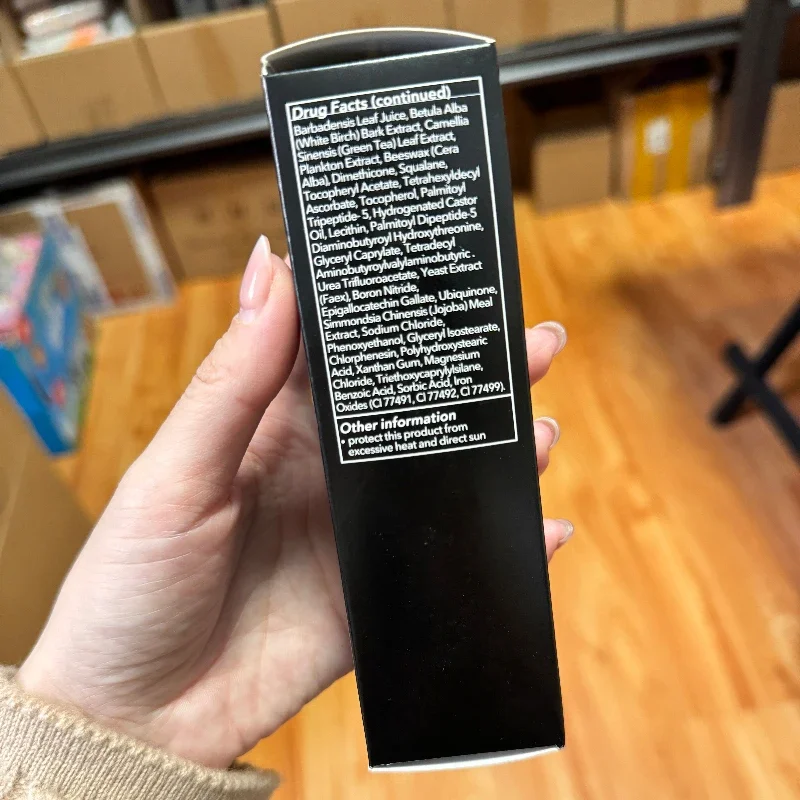 Drug Facts (continued)
Barbadensis Leaf Juice, Betula Alba
(White Birch) Bark Extract, Camellia
Sinensis (Green Tea) Leaf Extract,
Plankton Extract, Beeswax (Cera
Alba), Dimethicone, Squalane,
Tocopheryl Acetate, Tetrahexyldecyl
Ascorbate, Tocopherol, Palmitoyl
Tripeptide-5, Hydrogenated Castor
Oil, Lecithin, Palmitoyl Dipeptide-5
Diaminobutyroyl Hydroxythreonine,
Glyceryl Caprylate, Tetradecyl
Aminobutyroylvalylaminobutyric.
Urea Trifluoroacetate, Yeast Extract
(Faex), Boron Nitride,
Epigallocatechin Gallate, Ubiquinone,
Simmondsia Chinensis (Jojoba) Meal
Extract, Sodium Chloride,
Phenoxyethanol, Glyceryl Isostearate,
Chlorphenesin, Polyhydroxystearic
Acid, Xanthan Gum, Magnesium
Chloride, Triethoxycaprylylsilane,
Benzoic Acid, Sorbic Acid, Iron
Oxides (CI 77491, CI 77492, CI 77499).
Other information
• protect this product from
excessive heat and direct sun